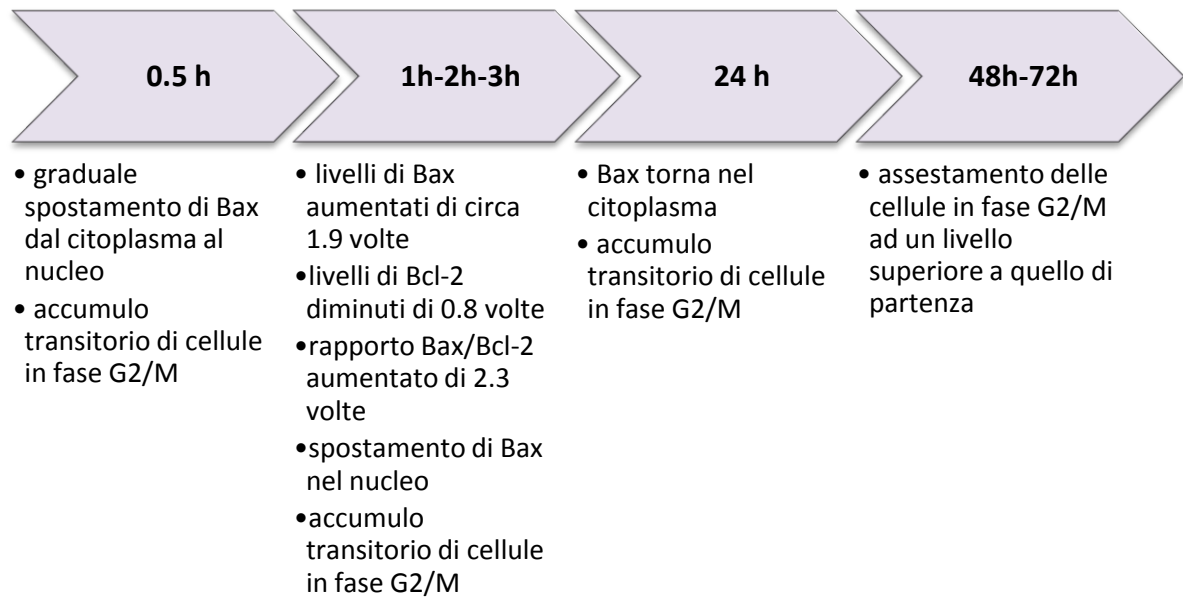 0.5 h
• graduale
spostamento di Bax
dal citoplasma al
nucleo
• accumulo
transitorio di cellule
in fase G2/M
1h-2h-3h
• livelli di Bax
aumentati di circa
1.9 volte
•livelli di Bcl-2
diminuti di 0.8 volte
•rapporto Bax/Bcl-2
aumentato di 2.3
volte
•spostamento di Bax
nel nucleo
•accumulo
transitorio di cellule
in fase G2/M
24 h
• Bax torna nel
citoplasma
• accumulo
transitorio di cellule
in fase G2/M
48h-72h
• assestamento delle
cellule in fase G2/M
ad un livello
superiore a quello di
partenza